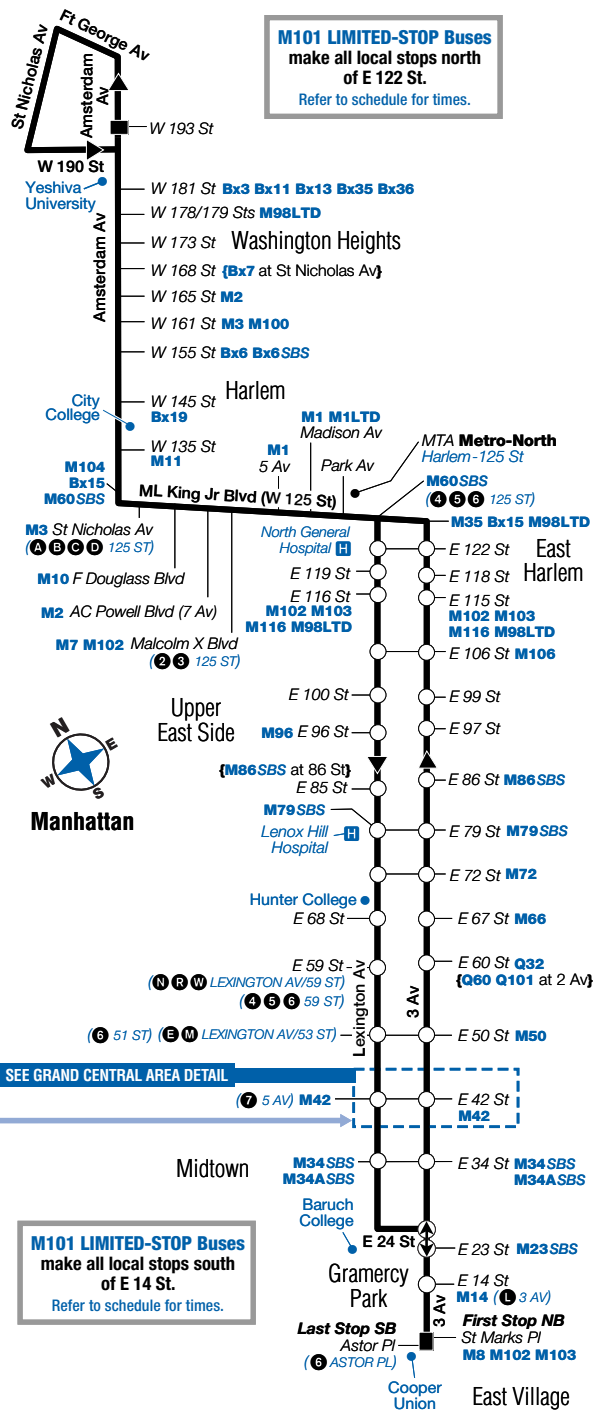 Ft George Av
St Nicholas Av
Amsterdam
Av
M101 LIMITED-STOP Buses
make all local stops north
of E 122 St.
Refer to schedule for times.
W 193 St
W 190 St
Yeshiva
University
W 181 St Bx3 Bx11 Bx13 Bx35 Bx36
W 178/179 Sts M98LTD
W 173 St
Washington Heights
W 168 St {Bx7 at St Nicholas Av}
Amsterdam Av
W 165 St M2
W 161 St M3 M100
W 155 St Bx6 Bx6SBS
Harlem
W 145 St
Bx19
City
College
W 135 St
M11
M104
Bx15
M60SBS
ML King Jr Blvd (W 125 St)
M1
5 Av
M1 M1LTD
Madison Av
Park Av
MTA Metro-North
Harlem-125 St
M60SBS
(4 5 6 125 ST)
M3 St Nicholas Av
(A B C D 125 ST)
M10 F Douglass Blvd
M2 AC Powell Blvd (7 Av)
M7 M102 Malcolm X Blvd
(2 3 125 ST)
North General
Hospital H
M35 Bx15 M98LTD
E 122 St
East
Harlem
E 119 St
E 118 St
E 116 St
M102 M103
M116 M98LTD
E 115 St
M102 M103
M116 M98LTD
E 106 St M106
E 100 St
E 99 St
Upper
East Side
M96 E 96 St
E 97 St
N
E
W
S
Manhattan
{M86SBS at 86 St}
E 85 St
E 86 St M86SBS
M79SBS
Lenox Hill
Hospital
H
E 79 St M79SBS
E 72 St M72
Hunter College
E 68 St
E 67 St M66
E 59 St
(N R W LEXINGTON AV/59 ST)
(4 5 6 59 ST)
Lexington Av
3 Av
E 60 St Q32
{Q60 Q101 at 2 Av}
(6 51 ST) (E M LEXINGTON AV/53 ST)
E 50 St M50
SEE GRAND CENTRAL AREA DETAIL
(7 5 AV) M42
E 42 St
M42
Midtown
M34SBS
M34ASBS
E 34 St M34SBS
M34ASBS
Baruch
College
E 24 St
E 23 St M23SBS
M101 LIMITED-STOP Buses
make all local stops south
of E 14 St.
Refer to schedule for times.
Gramercy
Park
E 14 St
M14 (L 3 AV)
3 Av
Last Stop SB
Astor Pl
(6 ASTOR PL)
First Stop NB
St Marks Pl
M8 M102 M103
Cooper
Union
East Village